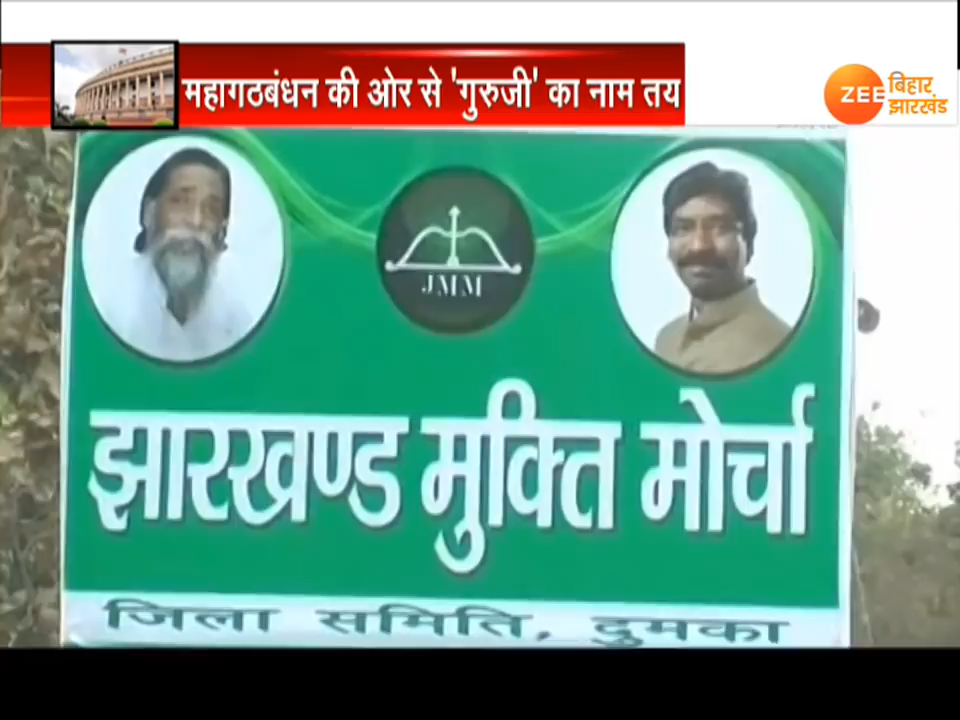 महागठबंधन की ओर से 'गुरुजी' का नाम तय
ZEE बिहार
झारखंड
JMM
झारखण्ड मुक्ति मोर्चा
जिला समिति, दुमका